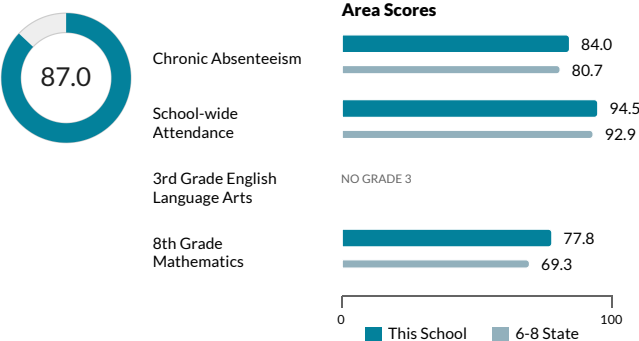 Area Scores
87.0
Chronic Absenteeism
84.0
80.7
School-wide
Attendance
94.5
92.9
3rd Grade English
Language Arts
NO GRADE 3
8th Grade
Mathematics
77.8
69.3
0
100
This School
6-8 State